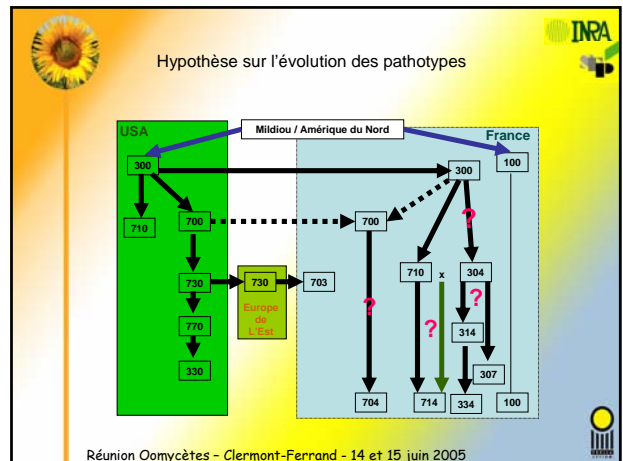 INRA
Hypothèse sur l'évolution des pathotypes
USA
Mildiou / Amérique du Nord
France
300
300
100
710
700
700
?
730
730
703
710
x
304
Europe
de
L'Est
?
?
?
770
314
330
307
704
714
334
100
Réunion Oomycètes – Clermont-Ferrand - 14 et 15 juin 2005